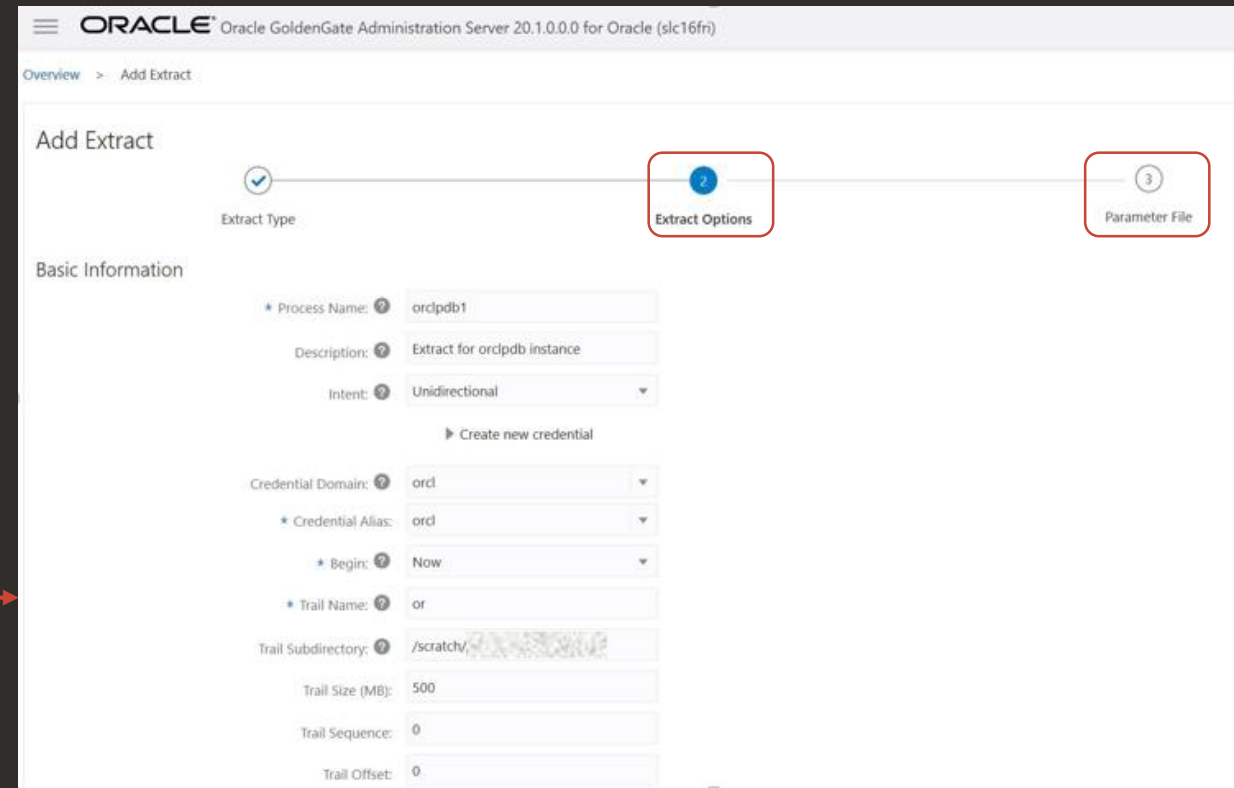 ORACLE Oracle GoldenGate Administration Server 20.1.0.0.0 for Oracle (slc16fri)
Overview > Add Extract
Add Extract
2
3
Extract Type
Extract Options
Parameter File
Basic Information
* Process Name: ? orclpdb1
Description: ? Extract for orclpdb instance
Intent: ? Unidirectional
Create new credential
Credential Domain: ? orcl
* Credential Alias: orcl
* Begin: ? Now
* Trail Name: ? or
Trail Subdirectory: ? /scratch/
Trail Size (MB): 500
Trail Sequence: 0
Trail Offset: 0